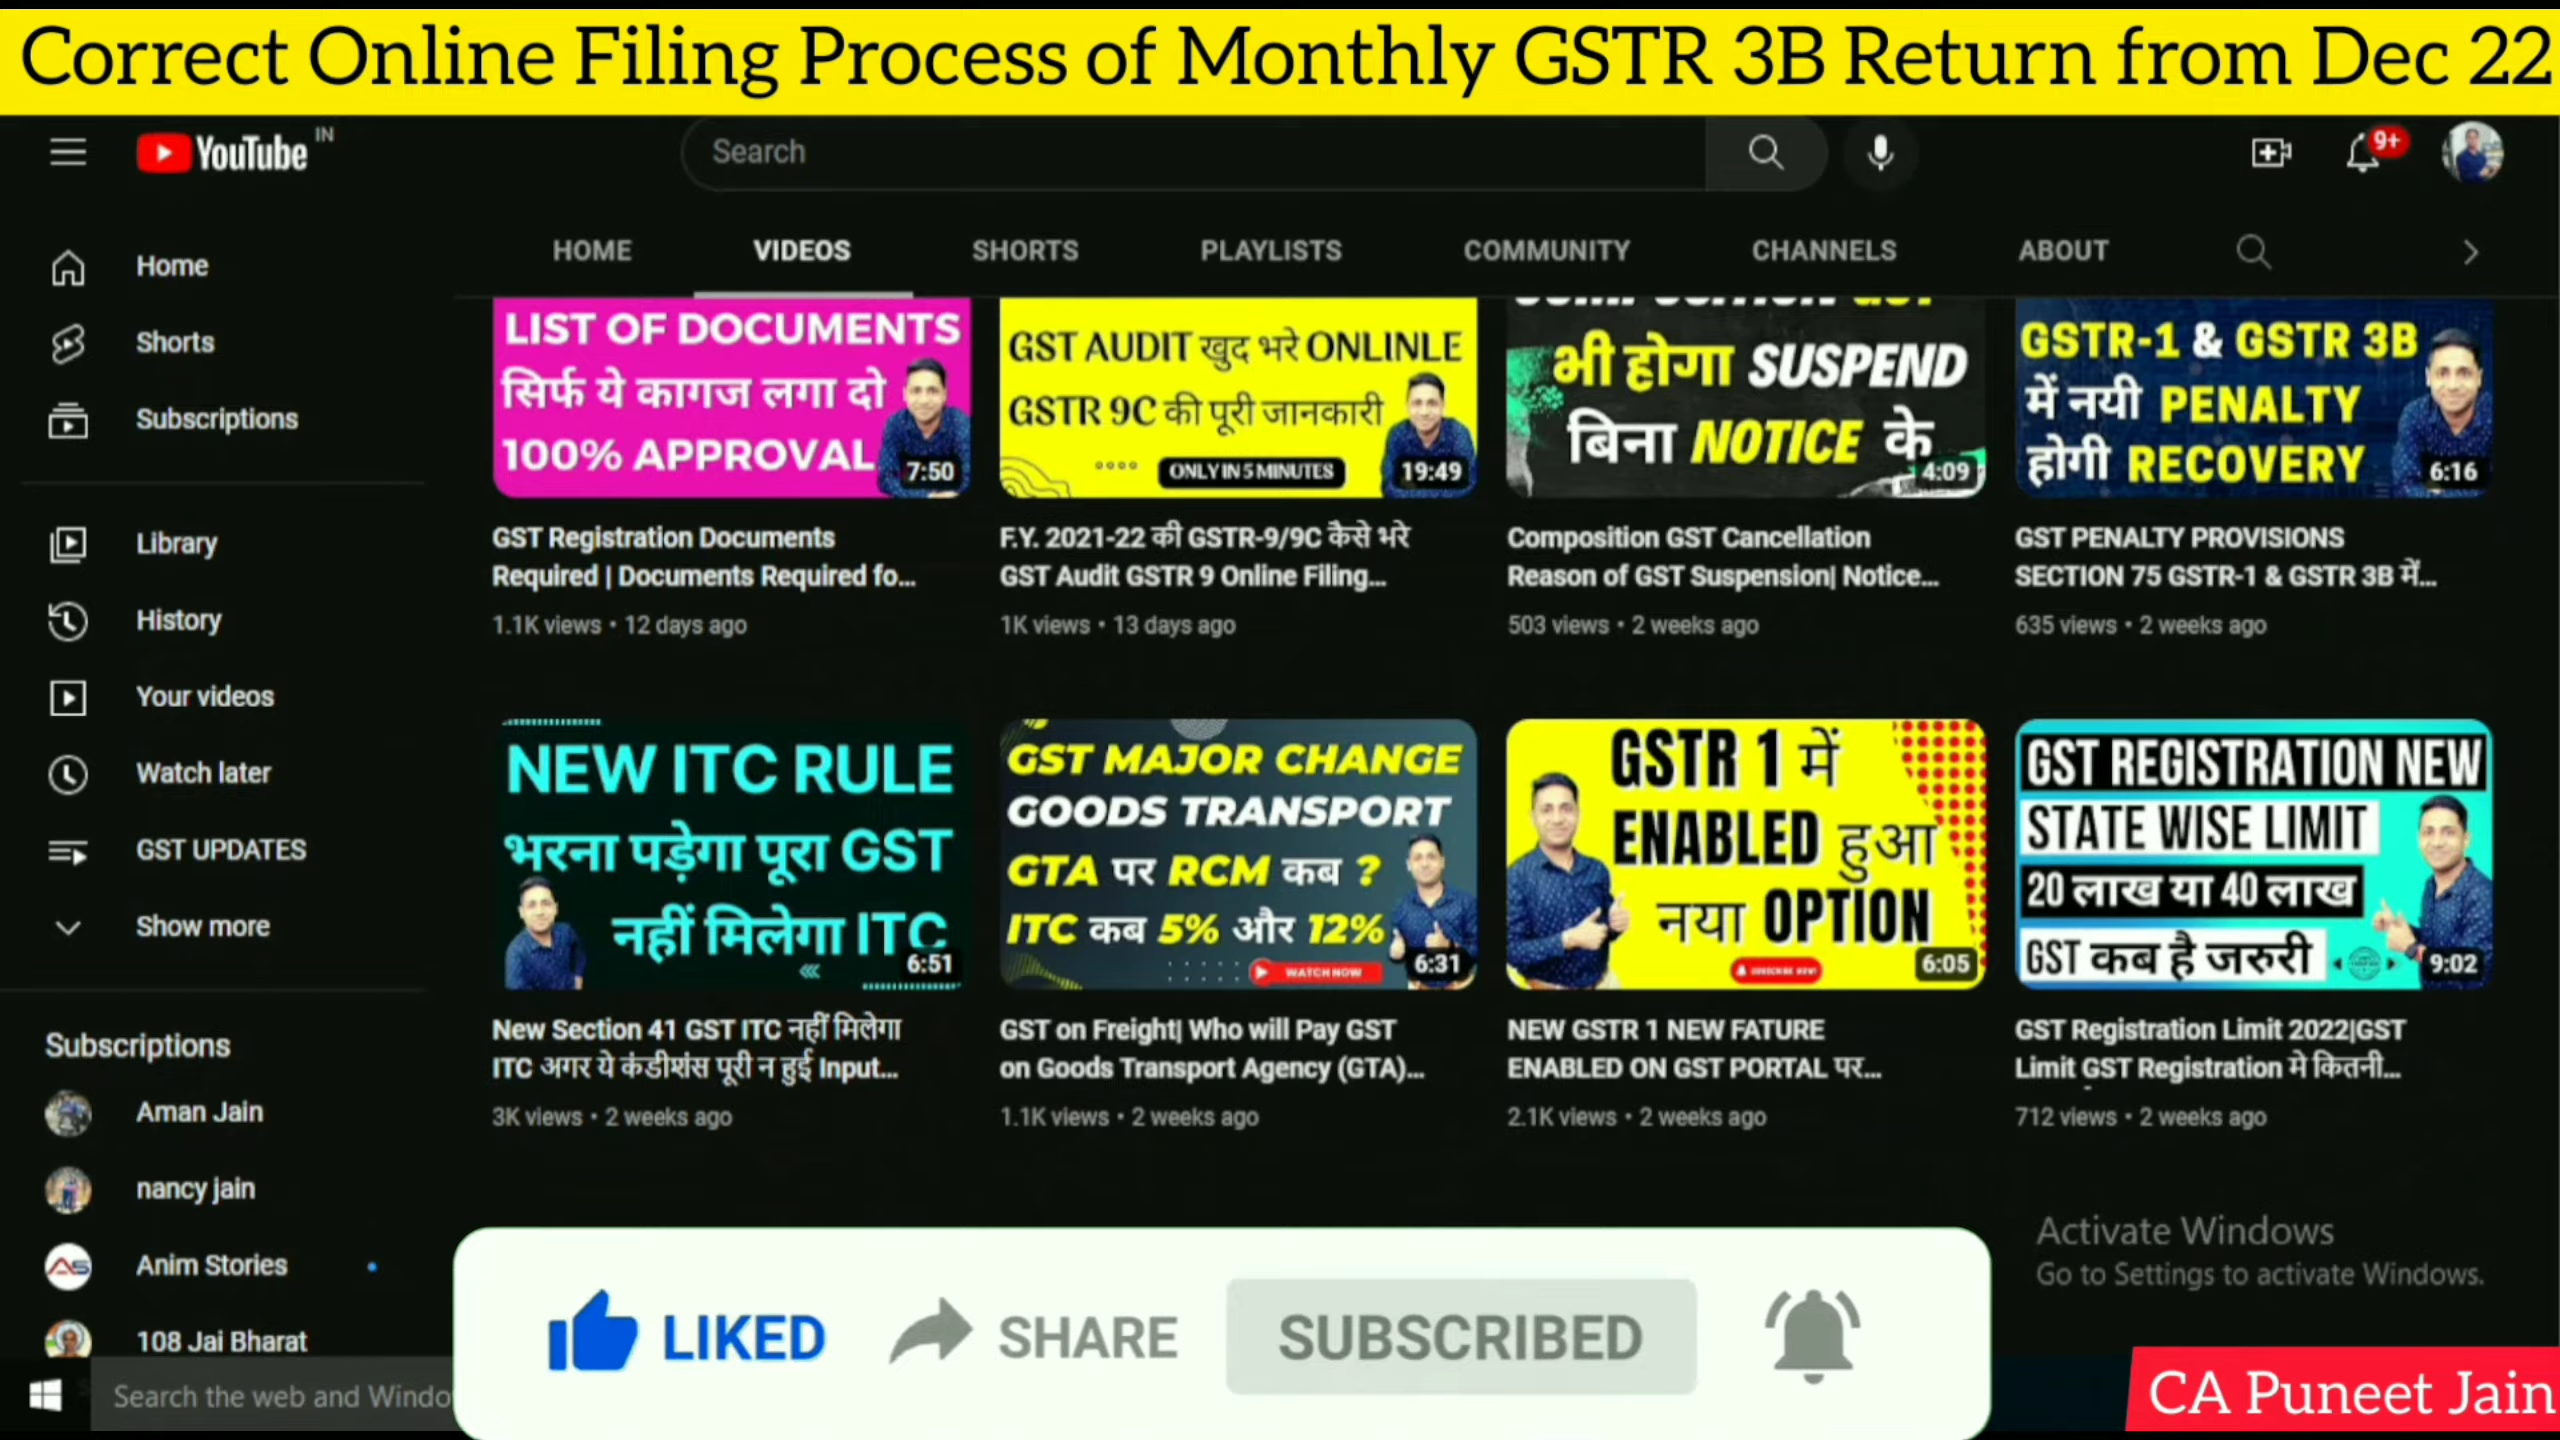 Correct Online Filing Process of Monthly GSTR 3B Return from Dec 22
YouTube IN
Search
9+
HOME VIDEOS SHORTS PLAYLISTS COMMUNITY CHANNELS ABOUT
Home
Shorts
Subscriptions
Library
History
Your videos
Watch later
GST UPDATES
Show more
Subscriptions
Aman Jain
nancy jain
Anim Stories
108 Jai Bharat
LIST OF DOCUMENTS
सिर्फ ये कागज लगा दो
100% APPROVAL
7:50
GST Registration Documents
Required | Documents Required fo...
1.1K views • 12 days ago
GST AUDIT खुद भरे ONLINLE
GSTR 9C की पूरी जानकारी
ONLY IN 5 MINUTES
19:49
F.Y. 2021-22 की GSTR-9/9C कैसे भरे
GST Audit GSTR 9 Online Filing...
1K views • 13 days ago
भी होगा SUSPEND
बिना NOTICE के
4:09
Composition GST Cancellation
Reason of GST Suspension| Notice...
503 views • 2 weeks ago
GSTR-1 & GSTR 3B
में नयी PENALTY
होगी RECOVERY
6:16
GST PENALTY PROVISIONS
SECTION 75 GSTR-1 & GSTR 3B में...
635 views • 2 weeks ago
NEW ITC RULE
भरना पड़ेगा पूरा GST
नहीं मिलेगा ITC
6:51
New Section 41 GST ITC नहीं मिलेगा
ITC अगर ये कंडीशंस पूरी न हुई Input...
3K views • 2 weeks ago
GST MAJOR CHANGE
GOODS TRANSPORT
GTA पर RCM कब ?
ITC कब 5% और 12%
WATCH NOW
6:31
GST on Freight| Who will Pay GST
on Goods Transport Agency (GTA)...
1.1K views • 2 weeks ago
GSTR 1 में
ENABLED हुआ
नया OPTION
SUBSCRIBE NOW!
6:05
NEW GSTR 1 NEW FATURE
ENABLED ON GST PORTAL पर...
2.1K views • 2 weeks ago
GST REGISTRATION NEW
STATE WISE LIMIT
20 लाख या 40 लाख
GST कब है जरुरी
9:02
GST Registration Limit 2022|GST
Limit GST Registration मे कितनी...
712 views • 2 weeks ago
Activate Windows
Go to Settings to activate Windows.
LIKED SHARE SUBSCRIBED
Search the web and Windo
CA Puneet Jain